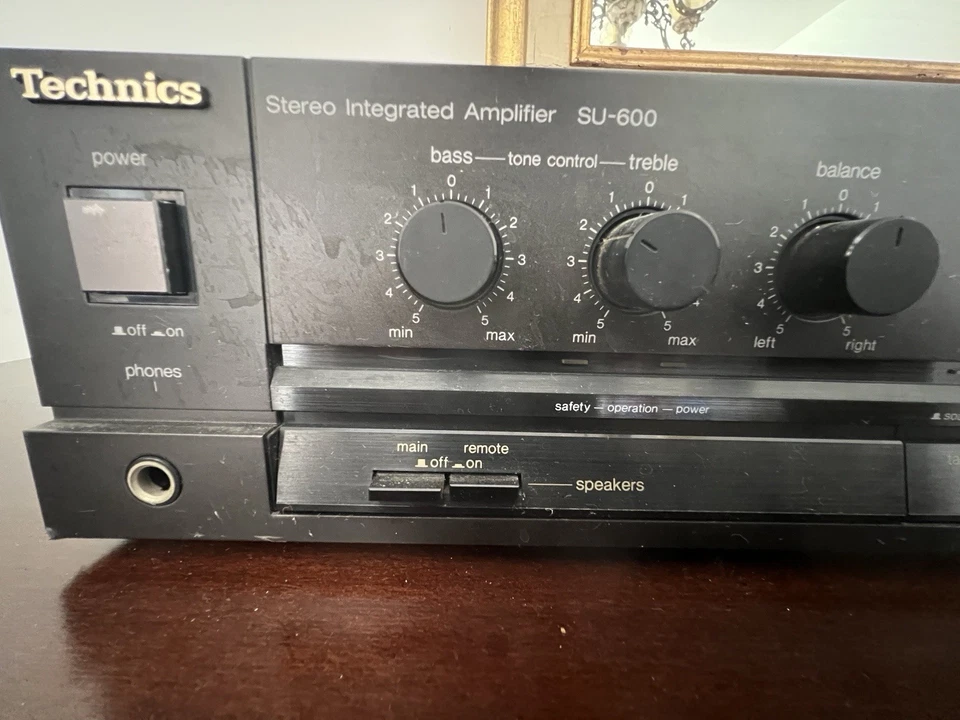 Technics
Stereo Integrated Amplifier SU-600
power
off on
phones
bass tone control treble
5 4 3 2 1 0 1 2 3 4 5
min max
5 4 3 2 1 0 1
5
min max
balance
5 4 3 2 1 0 1
5
left right
safety — operation — power
main remote
off on
speakers